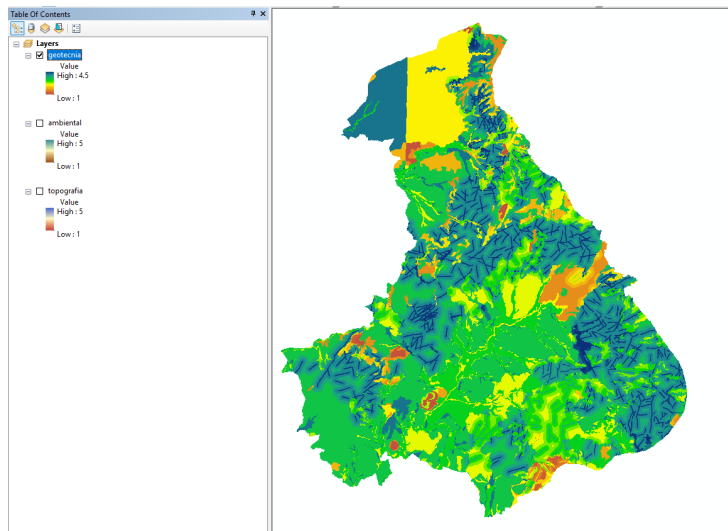 Table Of Contents
Layers
geotecnia
Value
High : 4.5
Low : 1
ambiental
Value
High : 5
Low : 1
topografia
Value
High : 5
Low : 1